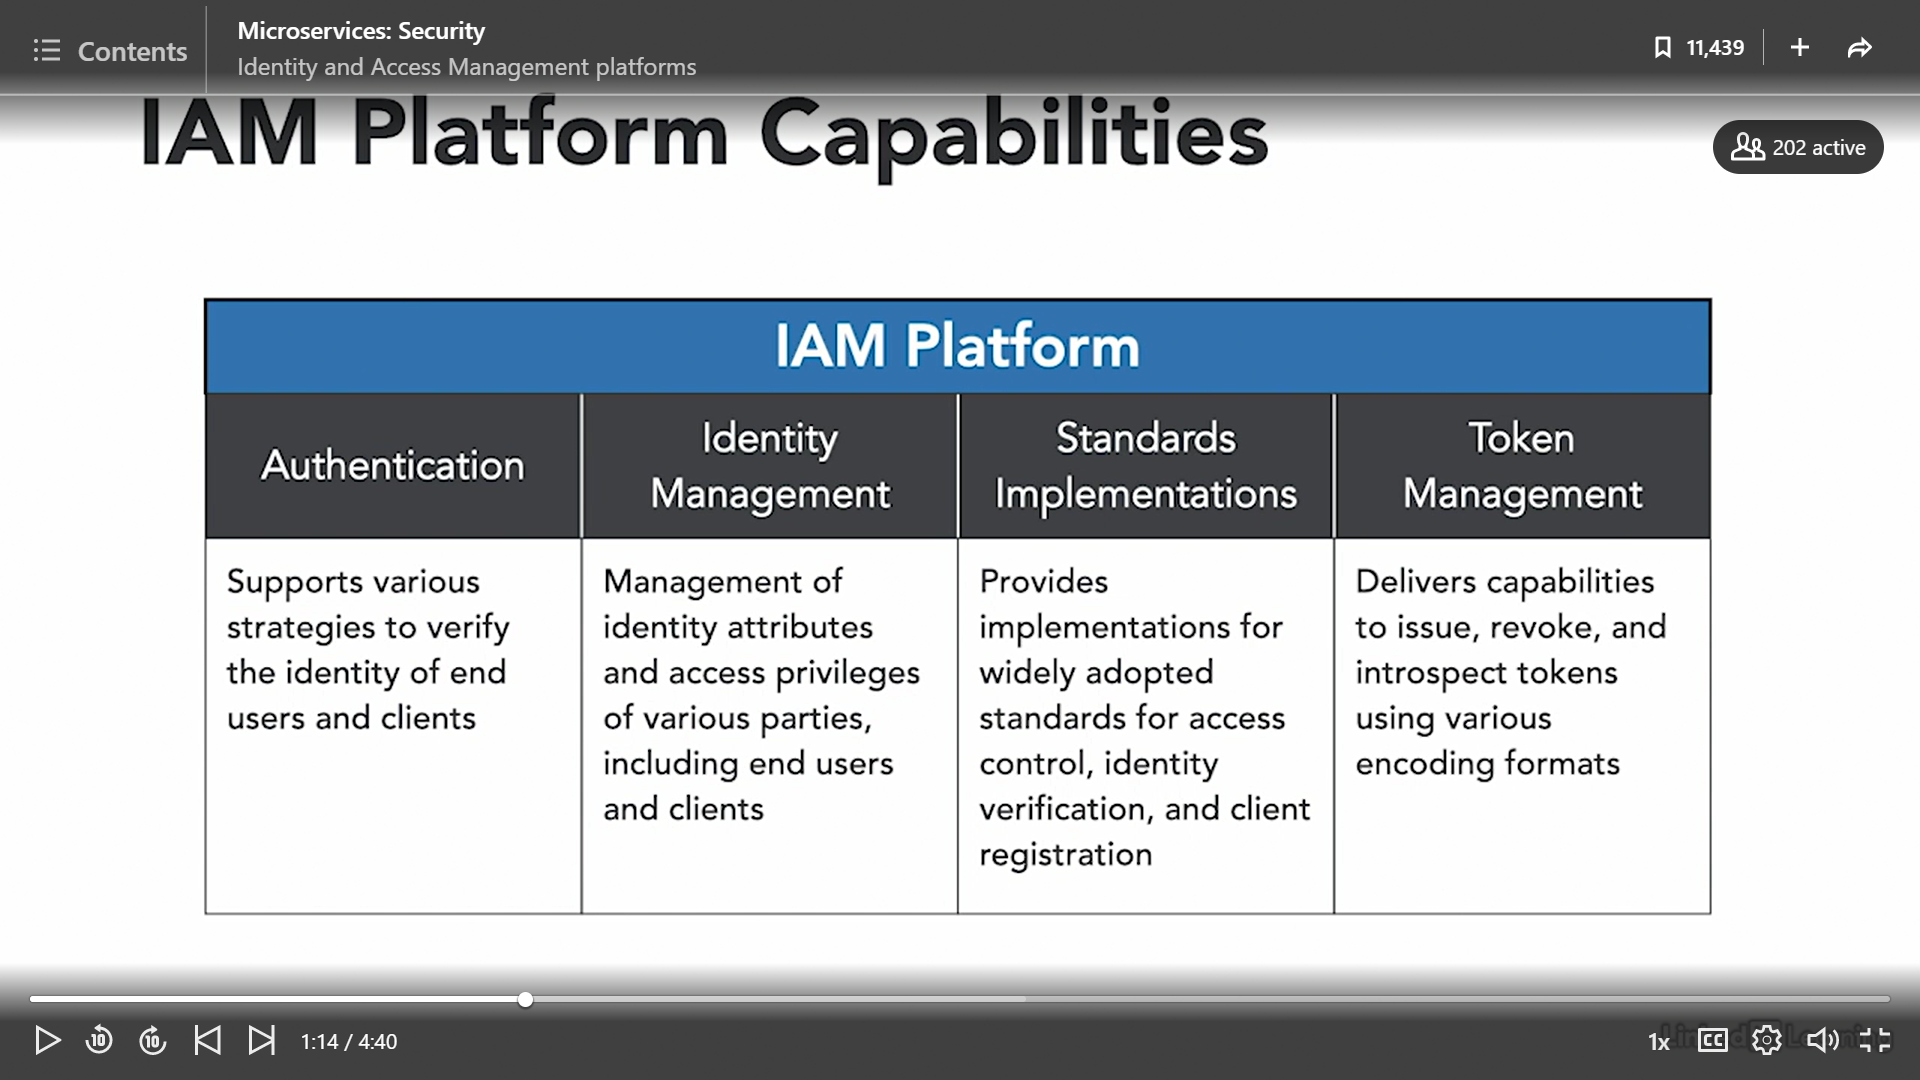 Contents
Microservices: Security
Identity and Access Management platforms
11,439
IAM Platform Capabilities
202 active
IAM Platform
Authentication
Identity
Management
Standards
Implementations
Token
Management
Supports various
strategies to verify
the identity of end
users and clients
Management of
identity attributes
and access privileges
of various parties,
including end users
and clients
Provides
implementations for
widely adopted
standards for access
control, identity
verification, and client
registration
Delivers capabilities
to issue, revoke, and
introspect tokens
using various
encoding formats
10
10
1:14 / 4:40
1x
CC